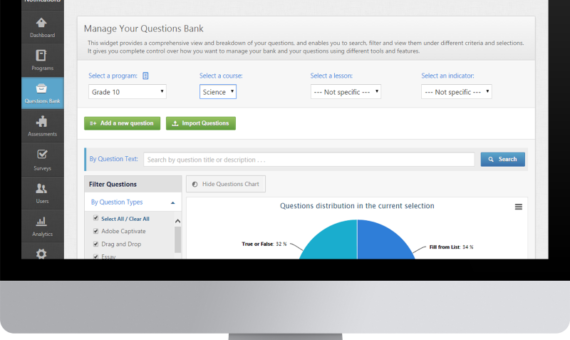 Notifications
Dashboard
Programs
Questions Bank
Assessments
Surveys
Users
Analytics
Manage Your Questions Bank
This widget provides a comprehensive view and breakdown of your questions, and enables you to search, filter and view them under different criteria and selections.
It gives you complete control over how you want to manage your bank and your questions using different tools and features.
Select a program:
Select a course:
Select a lesson:
Select an indicator:
Grade 10
Science
--- Not specific ---
--- Not specific ---
Add a new question
Import Questions
By Question Text:
Search by question title or description . . .
Search
Filter Questions
Hide Questions Chart
By Question Types
Select All / Clear All
Adobe Captivate
Drag and Drop
Essay
Questions distribution in the current selection
True or False: 32 %
Fill from List: 34 %